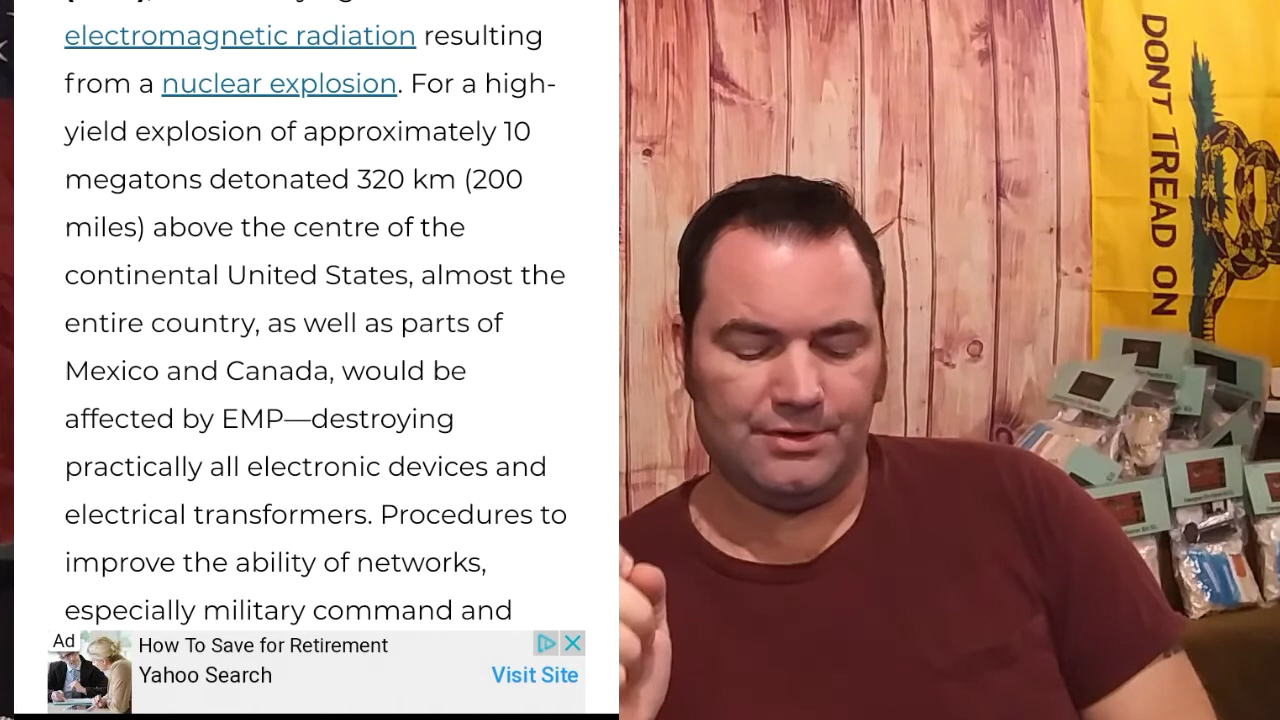 electromagnetic radiation resulting
from a nuclear explosion. For a high-
yield explosion of approximately 10
megatons detonated 320 km (200
miles) above the centre of the
continental United States, almost the
entire country, as well as parts of
Mexico and Canada, would be
affected by EMP—destroying
practically all electronic devices and
electrical transformers. Procedures to
improve the ability of networks,
especially military command and
Ad
How To Save for Retirement
Yahoo Search
Visit Site
DONT TREAD ON